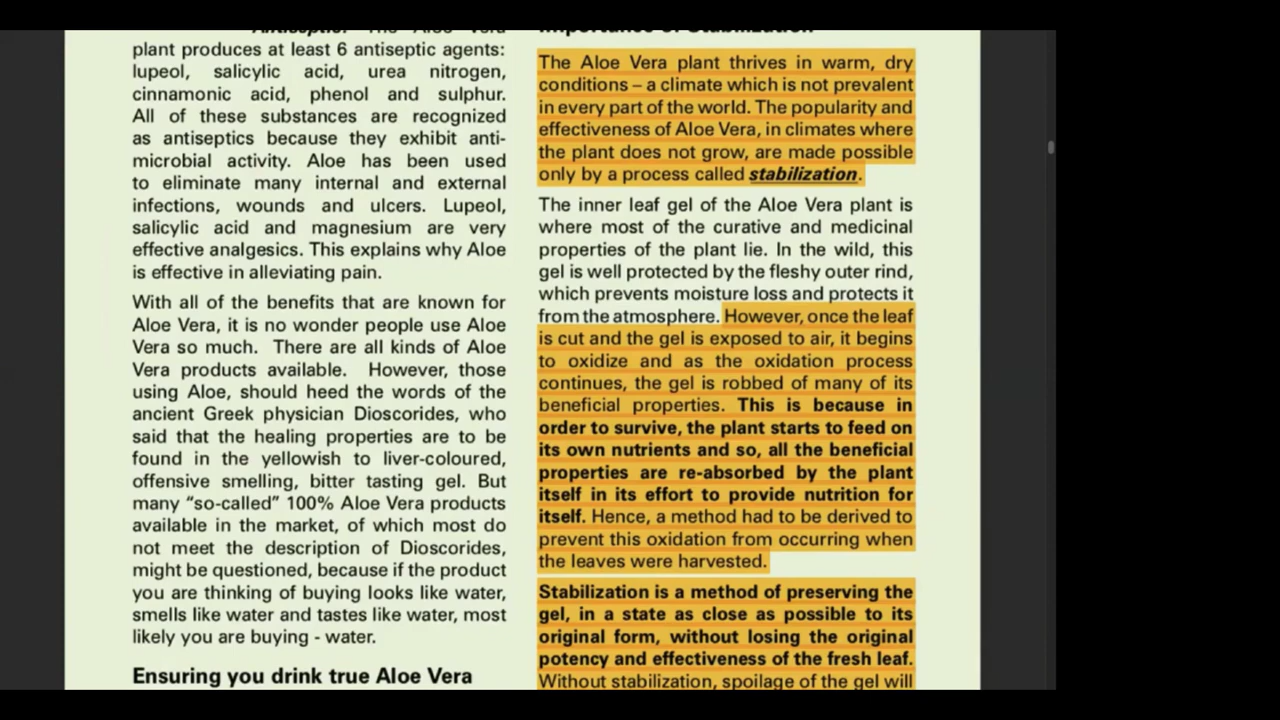 Antiseptic: The Aloe Vera
plant produces at least 6 antiseptic agents:
lupeol, salicylic acid, urea nitrogen,
cinnamonic acid, phenol and sulphur.
All of these substances are recognized
as antiseptics because they exhibit anti-
microbial activity. Aloe has been used
to eliminate many internal and external
infections, wounds and ulcers. Lupeol,
salicylic acid and magnesium are very
effective analgesics. This explains why Aloe
is effective in alleviating pain.
With all of the benefits that are known for
Aloe Vera, it is no wonder people use Aloe
Vera so much. There are all kinds of Aloe
Vera products available. However, those
using Aloe, should heed the words of the
ancient Greek physician Dioscorides, who
said that the healing properties are to be
found in the yellowish to liver-coloured,
offensive smelling, bitter tasting gel. But
many “so-called” 100% Aloe Vera products
available in the market, of which most do
not meet the description of Dioscorides,
might be questioned, because if the product
you are thinking of buying looks like water,
smells like water and tastes like water, most
likely you are buying - water.
Ensuring you drink true Aloe Vera
Importance of Stabilization
The Aloe Vera plant thrives in warm, dry
conditions – a climate which is not prevalent
in every part of the world. The popularity and
effectiveness of Aloe Vera, in climates where
the plant does not grow, are made possible
only by a process called stabilization.
The inner leaf gel of the Aloe Vera plant is
where most of the curative and medicinal
properties of the plant lie. In the wild, this
gel is well protected by the fleshy outer rind,
which prevents moisture loss and protects it
from the atmosphere. However, once the leaf
is cut and the gel is exposed to air, it begins
to oxidize and as the oxidation process
continues, the gel is robbed of many of its
beneficial properties. This is because in
order to survive, the plant starts to feed on
its own nutrients and so, all the beneficial
properties are re-absorbed by the plant
itself in its effort to provide nutrition for
itself. Hence, a method had to be derived to
prevent this oxidation from occurring when
the leaves were harvested.
Stabilization is a method of preserving the
gel, in a state as close as possible to its
original form, without losing the original
potency and effectiveness of the fresh leaf.
Without stabilization, spoilage of the gel will